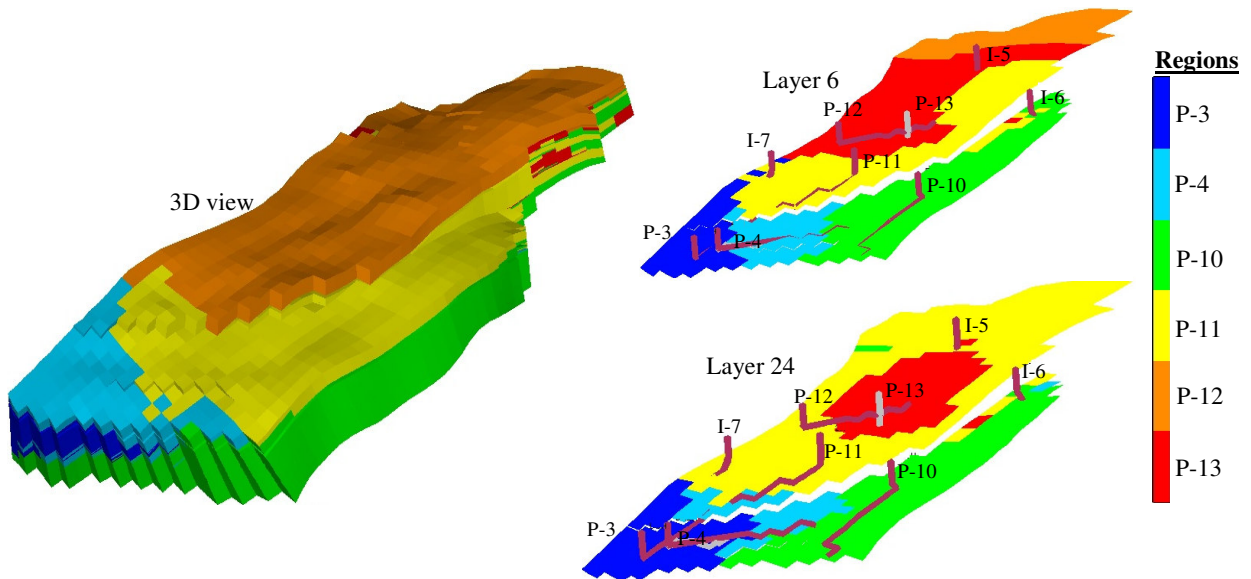 3D view
Layer 6
I-5
I-6
P-12
P-13
I-7
P-11
P-10
P-3
P-4
Layer 24
I-5
I-6
P-12
P-13
I-7
P-11
P-10
P-3
P-4
Regions
P-3
P-4
P-10
P-11
P-12
P-13